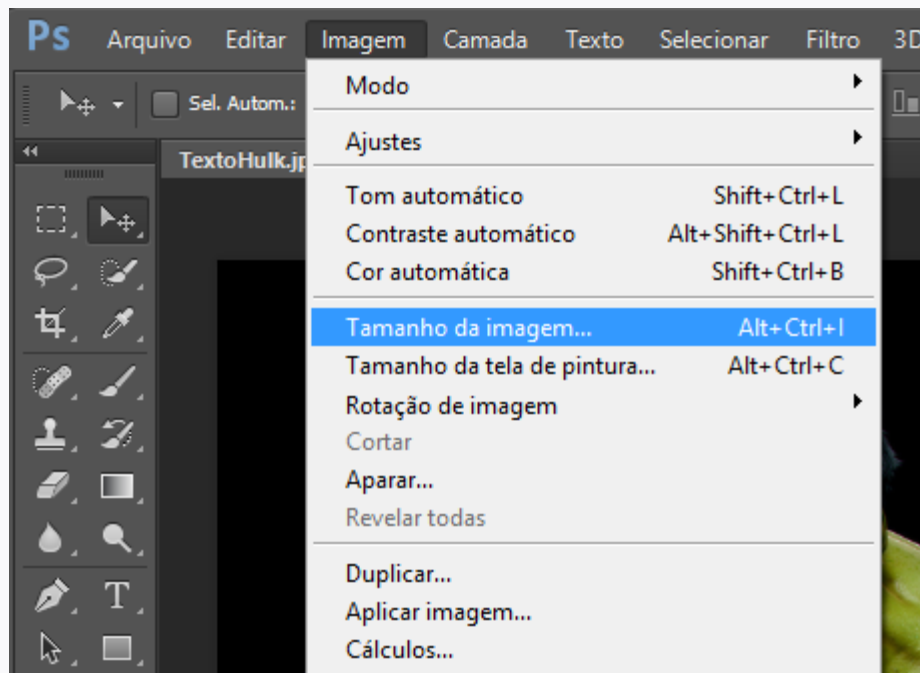 Ps Arquivo Editar Imagem Camada Texto Selecionar Filtro 3D
Sel. Autom.:
TextoHulk.jp
Modo
Ajustes
Tom automático Shift+Ctrl+L
Contraste automático Alt+Shift+Ctrl+L
Cor automática Shift+Ctrl+B
Tamanho da imagem... Alt+Ctrl+I
Tamanho da tela de pintura... Alt+Ctrl+C
Rotação de imagem
Cortar
Aparar...
Revelar todas
Duplicar...
Aplicar imagem...
Cálculos...
T